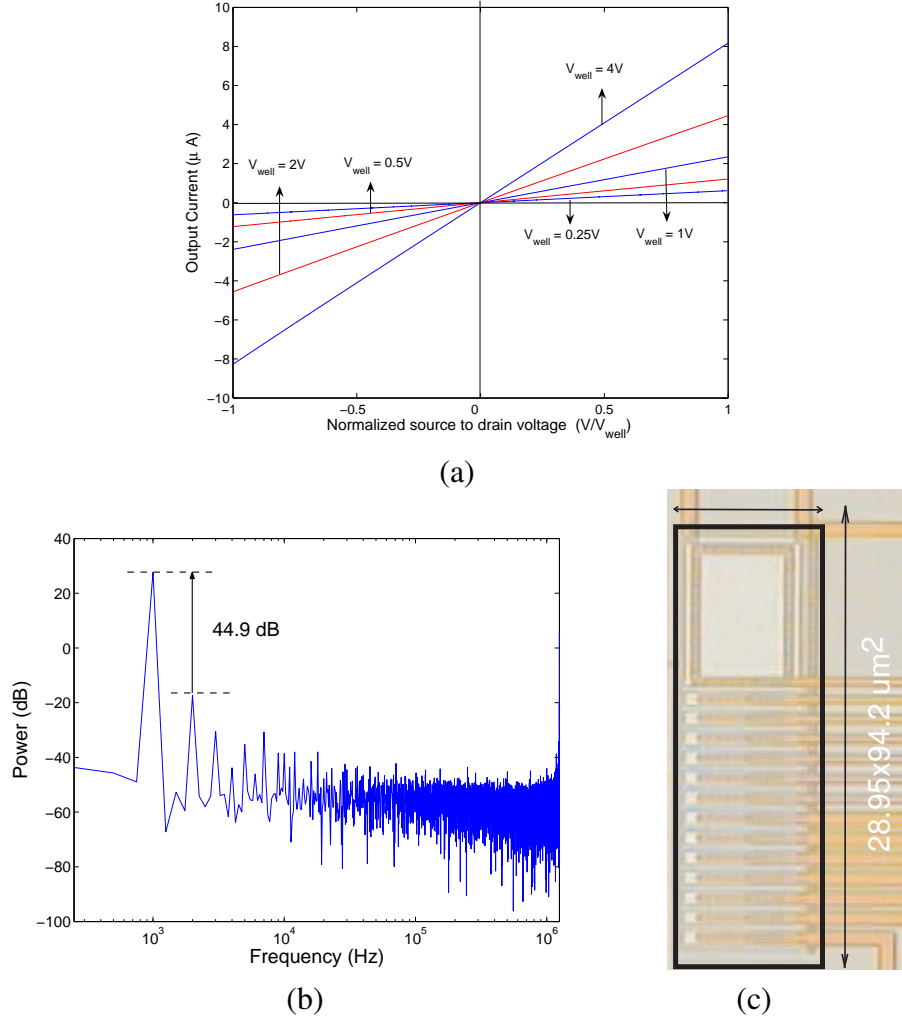 10
8
6
4
2
0
−2
−4
−6
−8
−10
Output Current (μ A)
V_well = 4V
V_well = 2V
V_well = 0.5V
V_well = 0.25V
V_well = 1V
−1
−0.5
0
0.5
1
Normalized source to drain voltage (V/V_well)
(a)
40
20
0
−20
−40
−60
−80
−100
Power (dB)
44.9 dB
10^3
10^4
10^5
10^6
Frequency (Hz)
(b)
28.95x94.2 um²
(c)